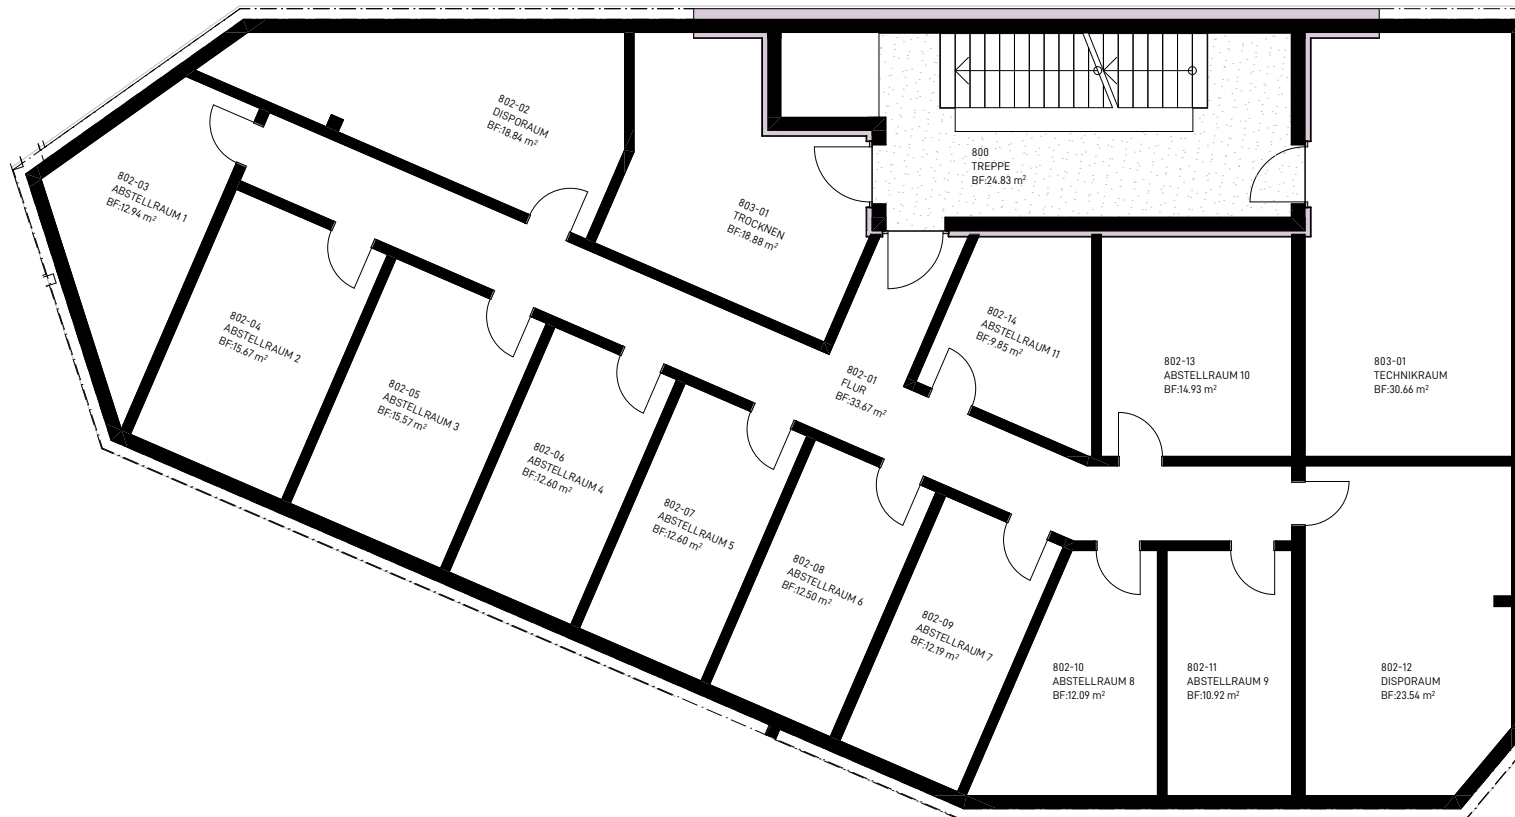 802-02
DISPORAUM
BF:18.84 m²
800
TREPPE
BF:24.83 m²
802-03
ABSTELLRAUM 1
BF:12.94 m²
803-01
TROCKNEN
BF:18.88 m²
802-04
ABSTELLRAUM 2
BF:15.67 m²
802-14
ABSTELLRAUM 11
BF:9.85 m²
802-05
ABSTELLRAUM 3
BF:15.57 m²
802-01
FLUR
BF:33.67 m²
802-13
ABSTELLRAUM 10
BF:14.93 m²
803-01
TECHNIKRAUM
BF:30.66 m²
802-06
ABSTELLRAUM 4
BF:12.60 m²
802-07
ABSTELLRAUM 5
BF:12.60 m²
802-08
ABSTELLRAUM 6
BF:12.50 m²
802-09
ABSTELLRAUM 7
BF:12.19 m²
802-10
ABSTELLRAUM 8
BF:12.09 m²
802-11
ABSTELLRAUM 9
BF:10.92 m²
802-12
DISPORAUM
BF:23.54 m²